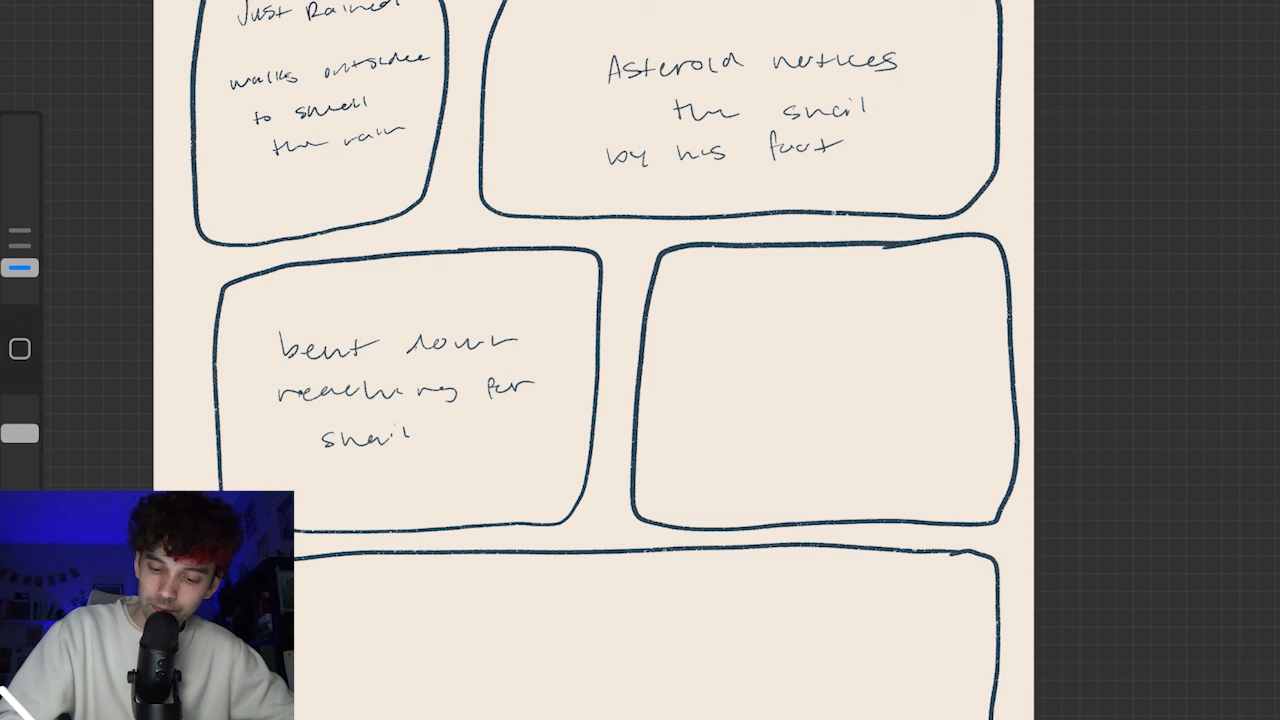 Just Rained
walks outside
to smell
the rain
Asteroid notices
the snail
by his foot
bent down
reaching for
snail